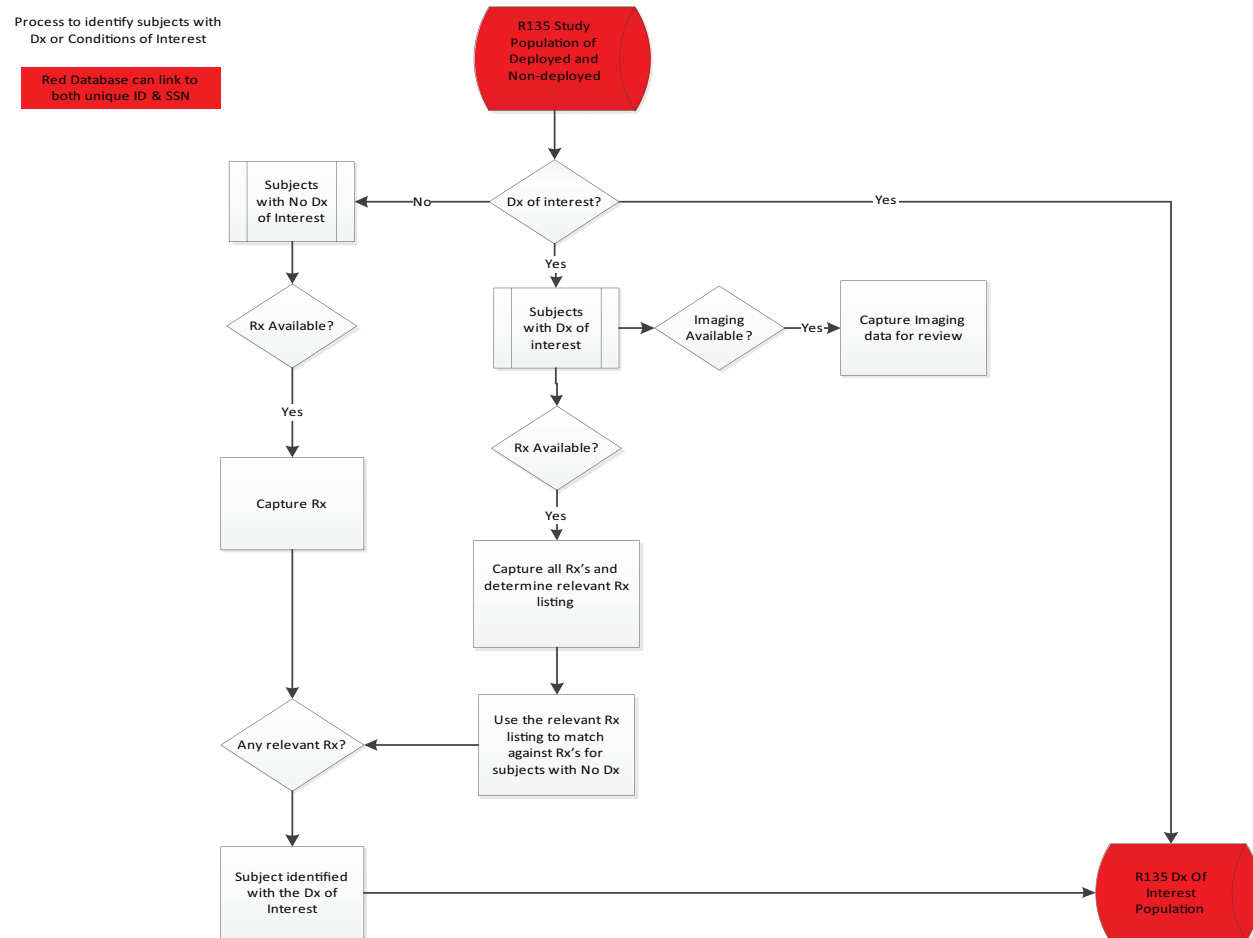 Process to identify subjects with
Dx or Conditions of Interest
Red Database can link to
both unique ID & SSN
R135 Study
Population of
Deployed and
Non-deployed
Subjects
with No Dx
of Interest
No
Dx of interest?
Yes
Yes
Rx Available?
Subjects
with Dx of
interest
Imaging
Available?
Yes
Capture Imaging
data for review
Yes
Rx Available?
Capture Rx
Yes
Capture all Rx's and
determine relevant Rx
listing
Any relevant Rx?
Use the relevant Rx
listing to match
against Rx's for
subjects with No Dx
Subject identified
with the Dx of
Interest
R135 Dx Of
Interest
Population